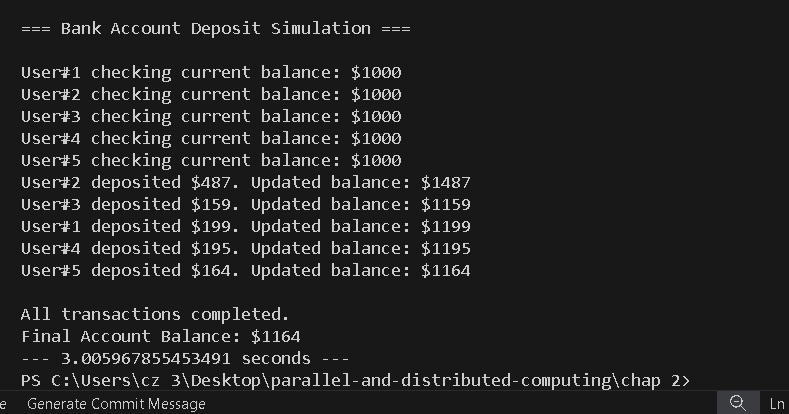 === Bank Account Deposit Simulation ===
User#1 checking current balance: $1000
User#2 checking current balance: $1000
User#3 checking current balance: $1000
User#4 checking current balance: $1000
User#5 checking current balance: $1000
User#2 deposited $487. Updated balance: $1487
User#3 deposited $159. Updated balance: $1159
User#1 deposited $199. Updated balance: $1199
User#4 deposited $195. Updated balance: $1195
User#5 deposited $164. Updated balance: $1164
All transactions completed.
Final Account Balance: $1164
--- 3.005967855453491 seconds ---
PS C:\Users\cz 3\Desktop\parallel-and-distributed-computing\chap 2>
e Generate Commit Message Ln